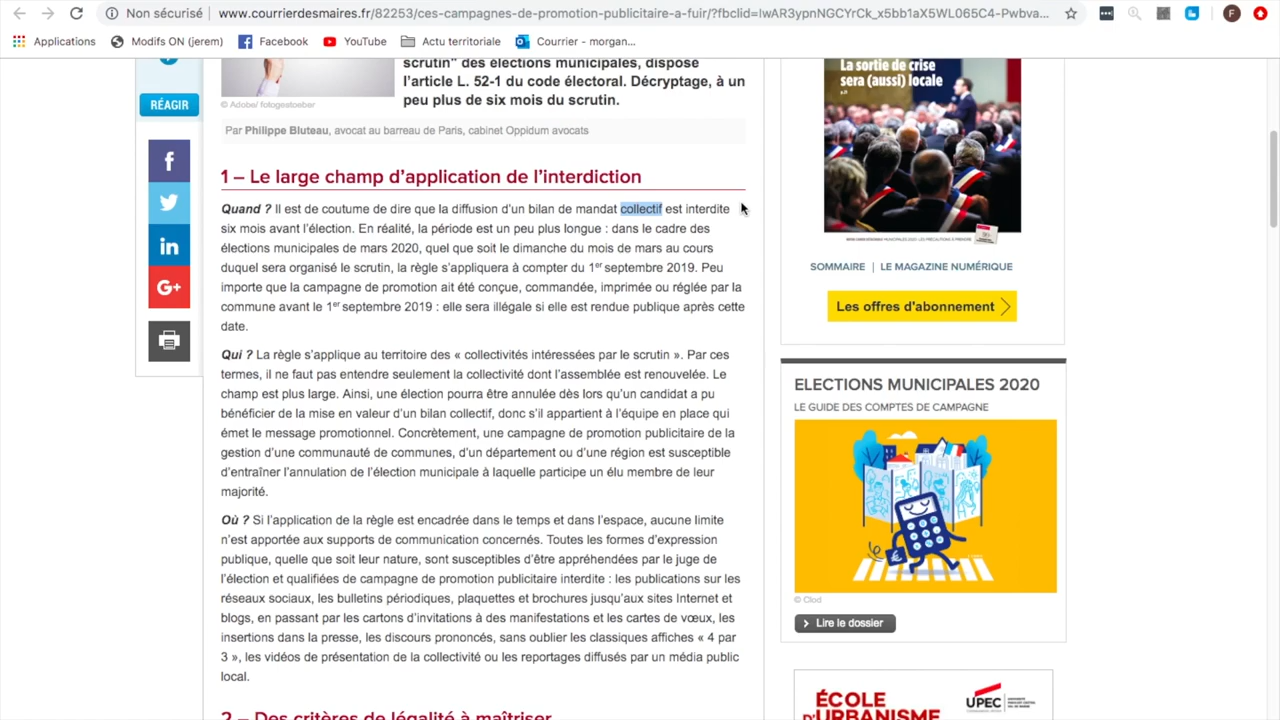 Non sécurisé
www.courrierdesmaires.fr/82253/ces-campagnes-de-promotion-publicitaire-a-fuir/?fbclid=IwAR3ypnNGCYrCk_x5bb1aX5WL065C4-Pwbva...
F
Applications
Modifs ON (jerem)
Facebook
YouTube
Actu territoriale
Courrier - morgan...
scrutin" des élections municipales, dispose
l'article L. 52-1 du code électoral. Décryptage, à un
peu plus de six mois du scrutin.
© Adobe/ fotogestoeber
RÉAGIR
Par Philippe Bluteau, avocat au barreau de Paris, cabinet Oppidum avocats
1 – Le large champ d'application de l'interdiction
Quand ? Il est de coutume de dire que la diffusion d'un bilan de mandat collectif est interdite
six mois avant l'élection. En réalité, la période est un peu plus longue : dans le cadre des
élections municipales de mars 2020, quel que soit le dimanche du mois de mars au cours
duquel sera organisé le scrutin, la règle s'appliquera à compter du 1er septembre 2019. Peu
importe que la campagne de promotion ait été conçue, commandée, imprimée ou réglée par la
commune avant le 1er septembre 2019 : elle sera illégale si elle est rendue publique après cette
date.
Qui ? La règle s'applique au territoire des « collectivités intéressées par le scrutin ». Par ces
termes, il ne faut pas entendre seulement la collectivité dont l'assemblée est renouvelée. Le
champ est plus large. Ainsi, une élection pourra être annulée dès lors qu'un candidat a pu
bénéficier de la mise en valeur d'un bilan collectif, donc s'il appartient à l'équipe en place qui
émet le message promotionnel. Concrètement, une campagne de promotion publicitaire de la
gestion d'une communauté de communes, d'un département ou d'une région est susceptible
d'entraîner l'annulation de l'élection municipale à laquelle participe un élu membre de leur
majorité.
Où ? Si l'application de la règle est encadrée dans le temps et dans l'espace, aucune limite
n'est apportée aux supports de communication concernés. Toutes les formes d'expression
publique, quelle que soit leur nature, sont susceptibles d'être appréhendées par le juge de
l'élection et qualifiées de campagne de promotion publicitaire interdite : les publications sur les
réseaux sociaux, les bulletins périodiques, plaquettes et brochures jusqu'aux sites Internet et
blogs, en passant par les cartons d'invitations à des manifestations et les cartes de vœux, les
insertions dans la presse, les discours prononcés, sans oublier les classiques affiches « 4 par
3 », les vidéos de présentation de la collectivité ou les reportages diffusés par un média public
local.
2 – Des critères de légalité à maîtriser
f
in
G+
La sortie de crise
sera (aussi) locale
SOMMAIRE | LE MAGAZINE NUMÉRIQUE
Les offres d'abonnement
ELECTIONS MUNICIPALES 2020
LE GUIDE DES COMPTES DE CAMPAGNE
© Clod
Lire le dossier
ÉCOLE
D'URBANISME
UPEC